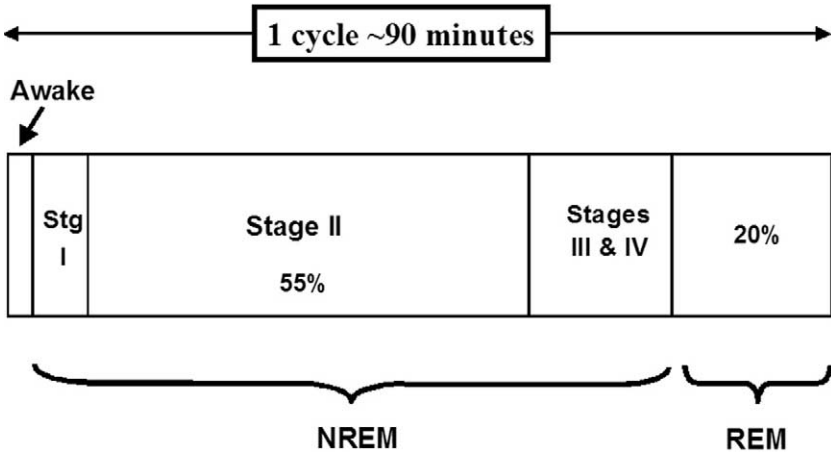 1 cycle ~90 minutes
Awake
Stg
I
Stage II
55%
Stages
III & IV
20%
NREM
REM